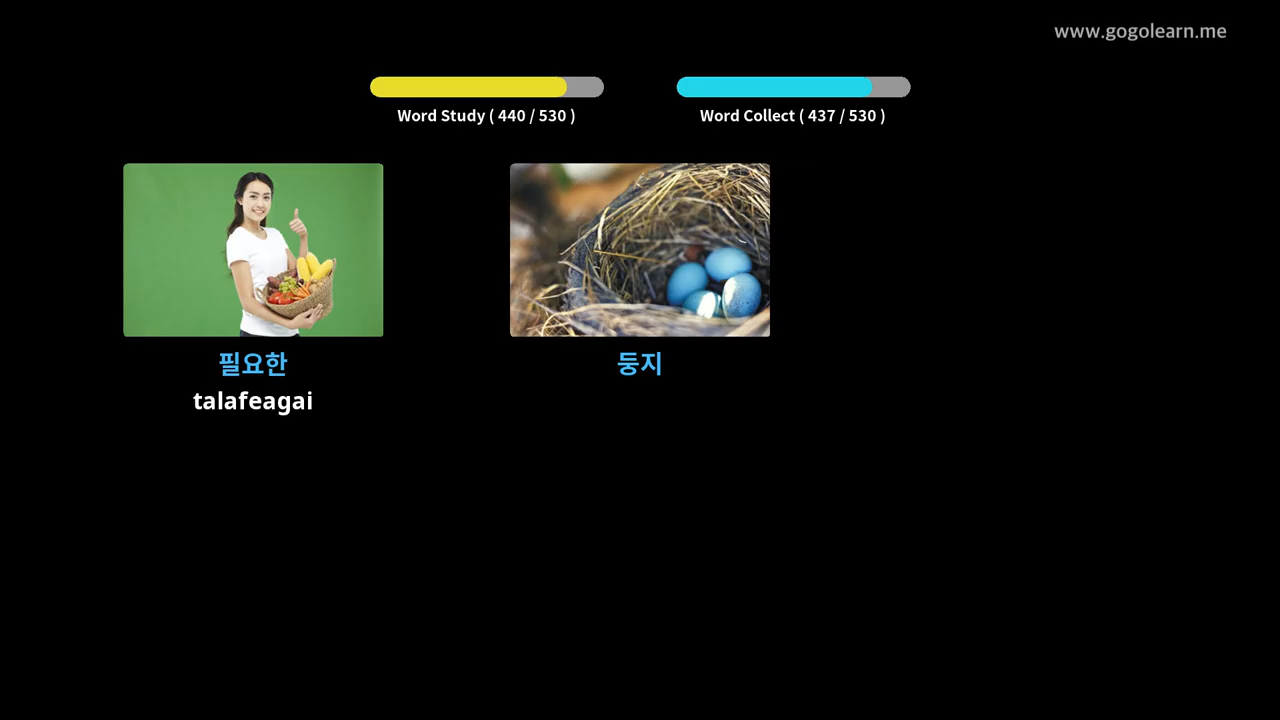 www.gogolearn.me
Word Study ( 440 / 530 )
Word Collect ( 437 / 530 )
필요한
talafeagai
둥지